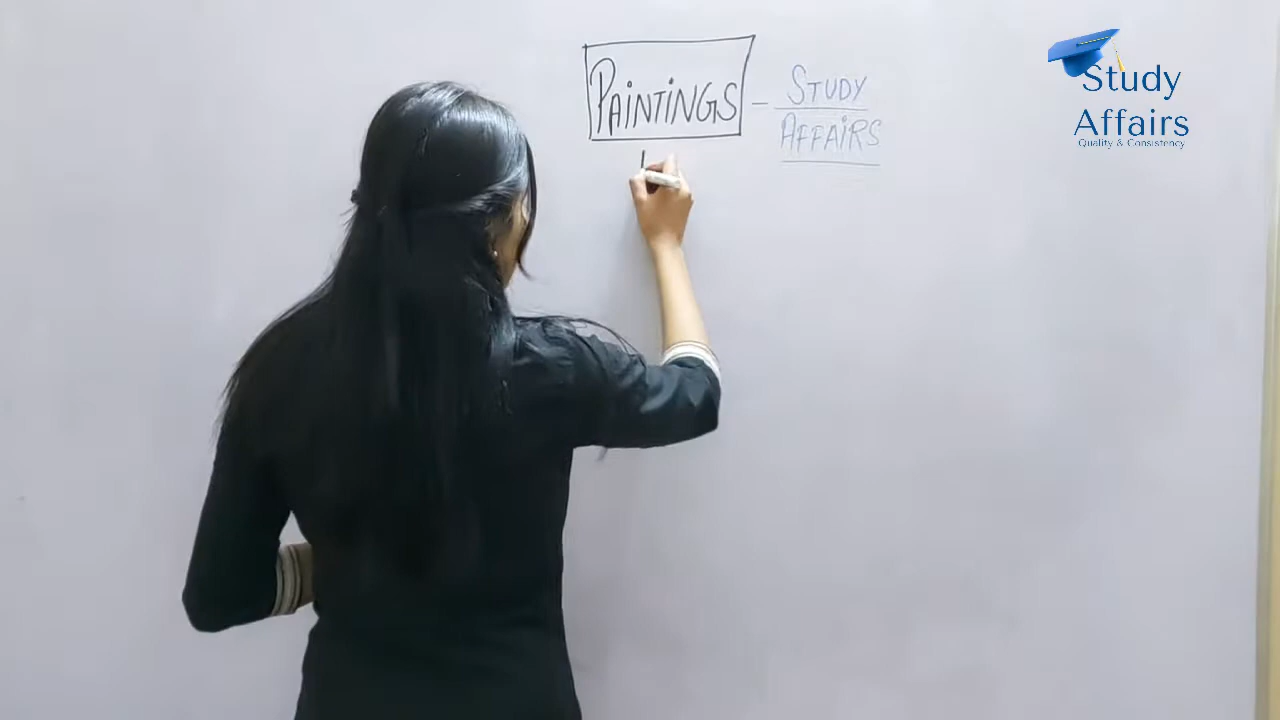 PAiNTiNGS - STUDY
AFFAiRS
Study
Affairs
Quality & Consistency